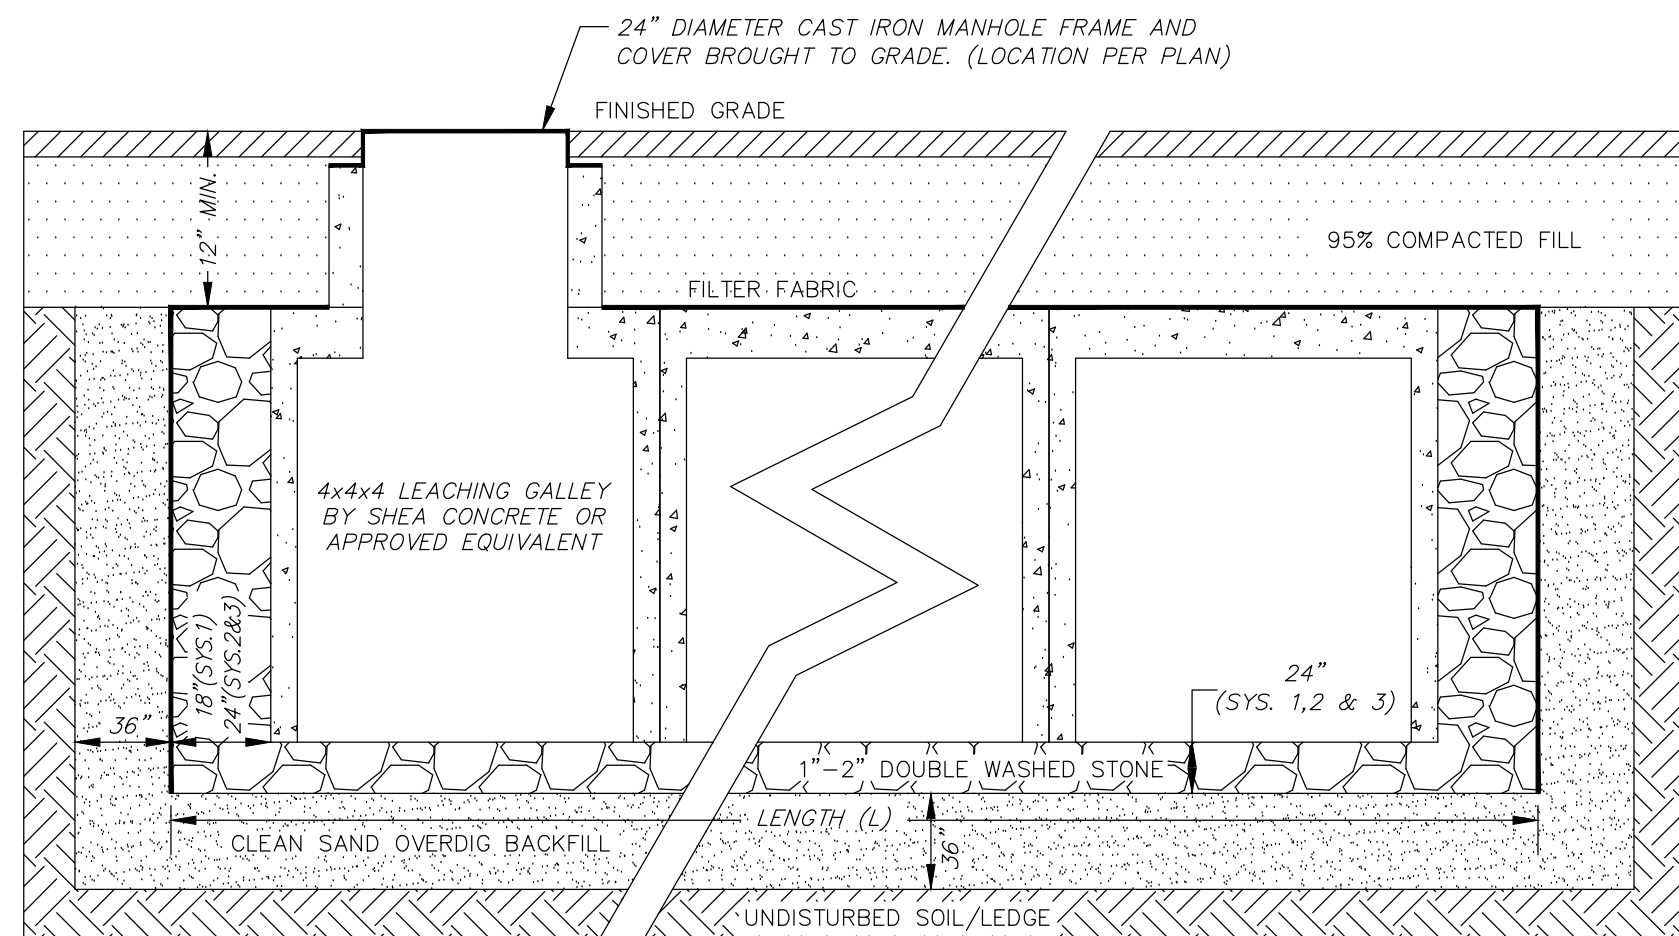 24" DIAMETER CAST IRON MANHOLE FRAME AND
COVER BROUGHT TO GRADE. (LOCATION PER PLAN)
FINISHED GRADE
12" MIN.
95% COMPACTED FILL
FILTER FABRIC
4x4x4 LEACHING GALLEY
BY SHEA CONCRETE OR
APPROVED EQUIVALENT
18"(SYS.1)
24"(SYS.2&3)
36"
24"
(SYS. 1,2 & 3)
1"-2" DOUBLE WASHED STONE
LENGTH (L)
CLEAN SAND OVERDIG BACKFILL
36"
UNDISTURBED SOIL/LEDGE